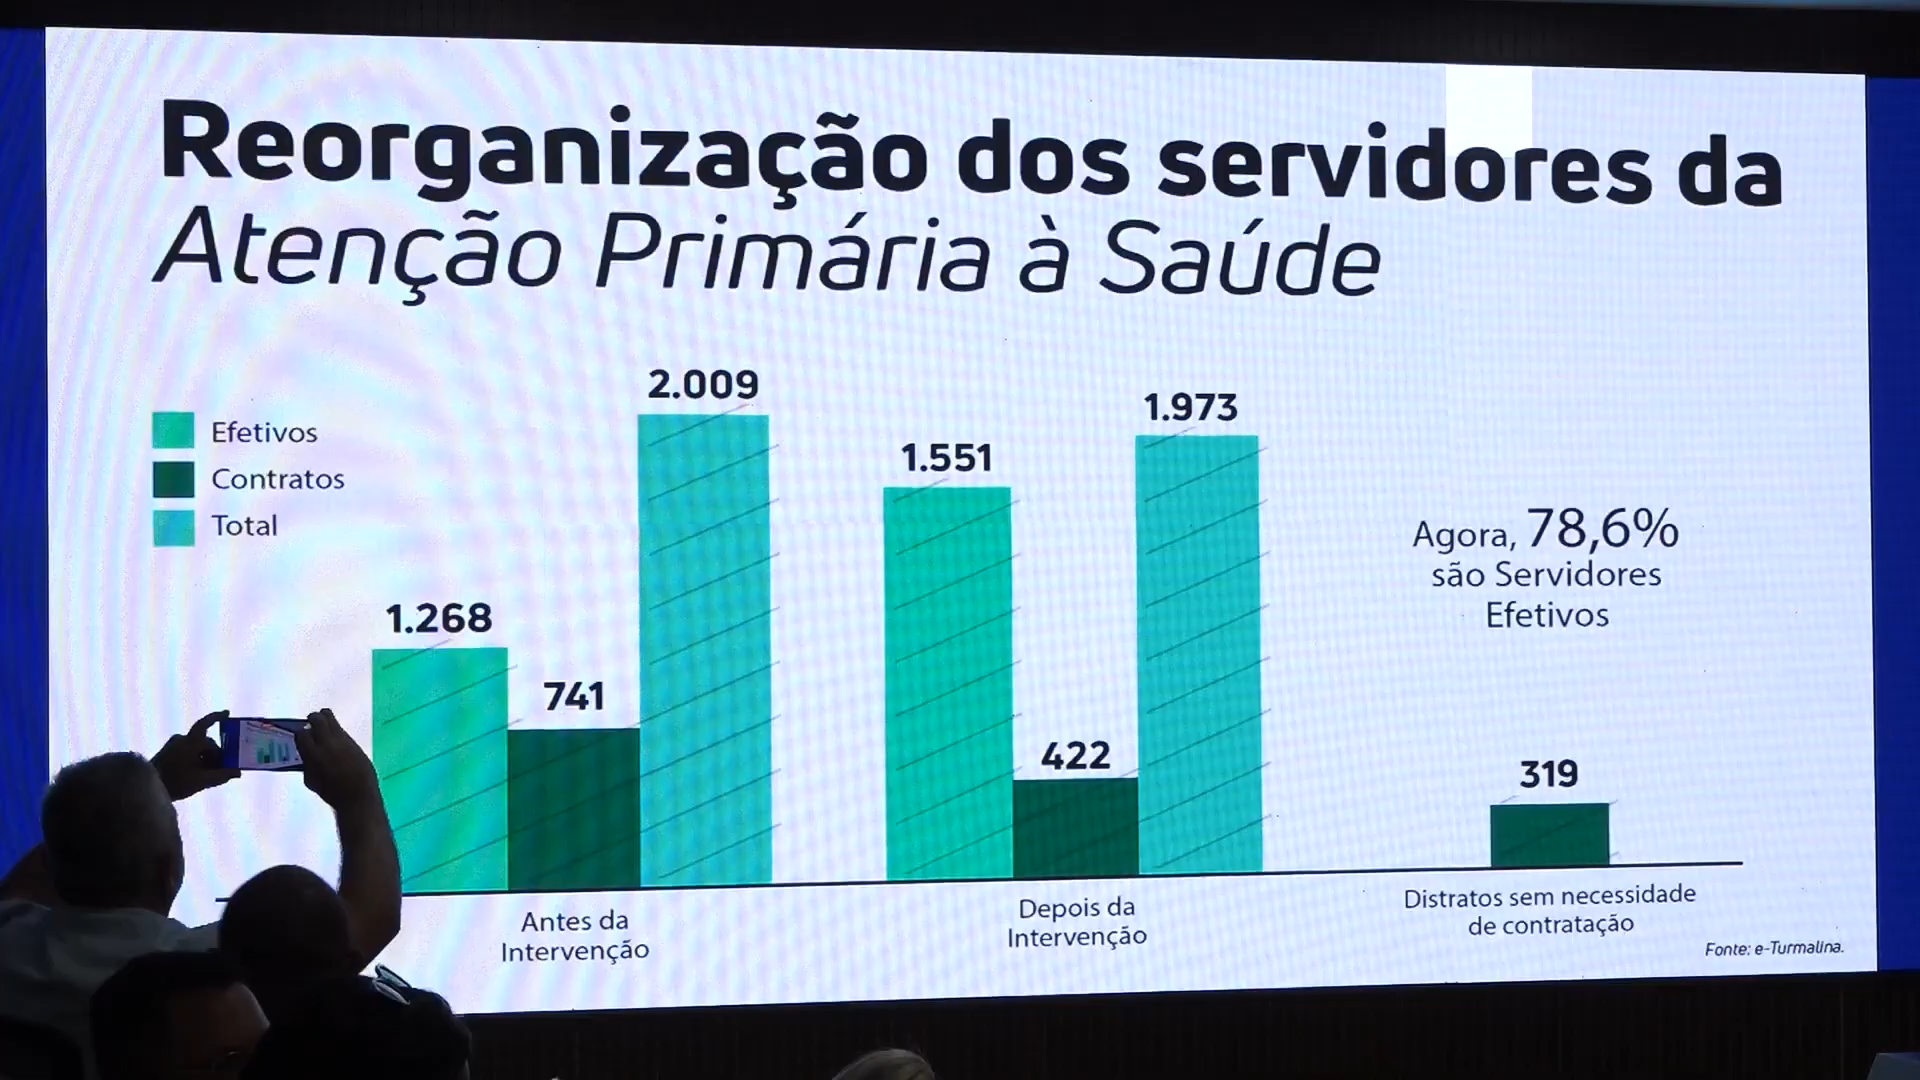 Reorganização dos servidores da
Atenção Primária à Saúde
Efetivos
Contratos
Total
1.268
741
2.009
1.551
422
1.973
319
Agora, 78,6%
são Servidores
Efetivos
Antes da
Intervenção
Depois da
Intervenção
Distratos sem necessidade
de contratação
Fonte: e-Turmalina.